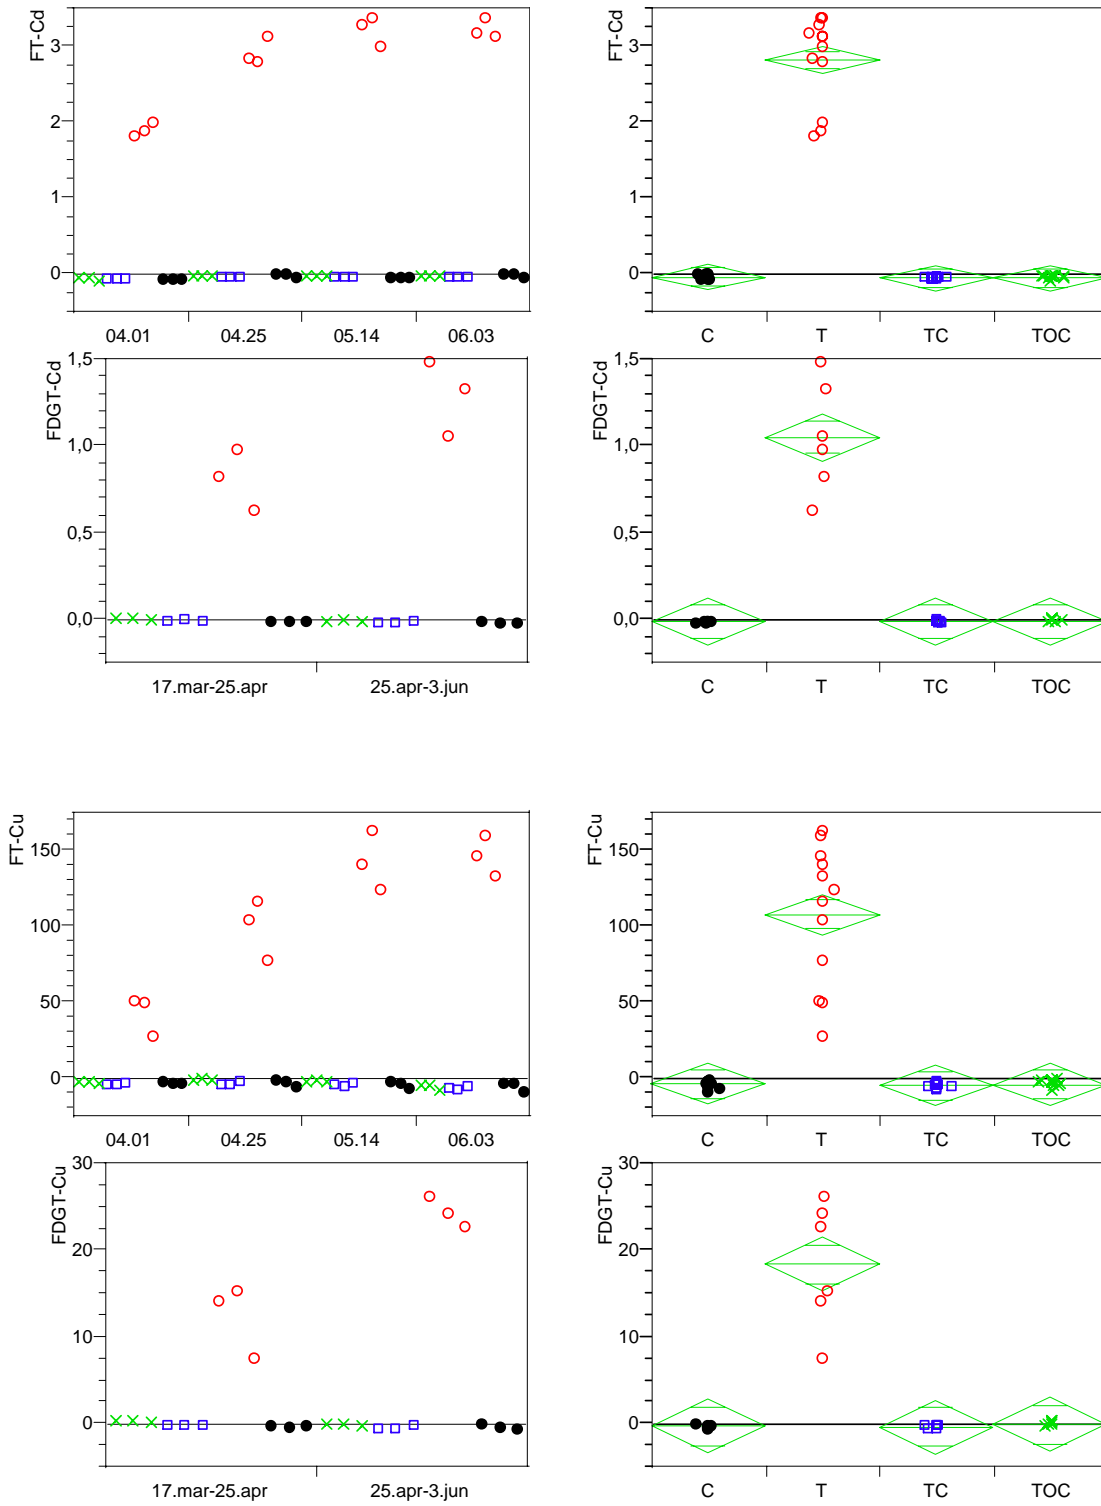 FT-Cd
3
2
1
0
04.01 04.25 05.14 06.03
FT-Cd
3
2
1
0
C T TC TOC
FDGT-Cd
1,5
1,0
0,5
0,0
17.mar-25.apr 25.apr-3.jun
FDGT-Cd
1,5
1,0
0,5
0,0
C T TC TOC
FT-Cu
150
100
50
0
04.01 04.25 05.14 06.03
FT-Cu
150
100
50
0
C T TC TOC
FDGT-Cu
30
20
10
0
17.mar-25.apr 25.apr-3.jun
FDGT-Cu
30
20
10
0
C T TC TOC